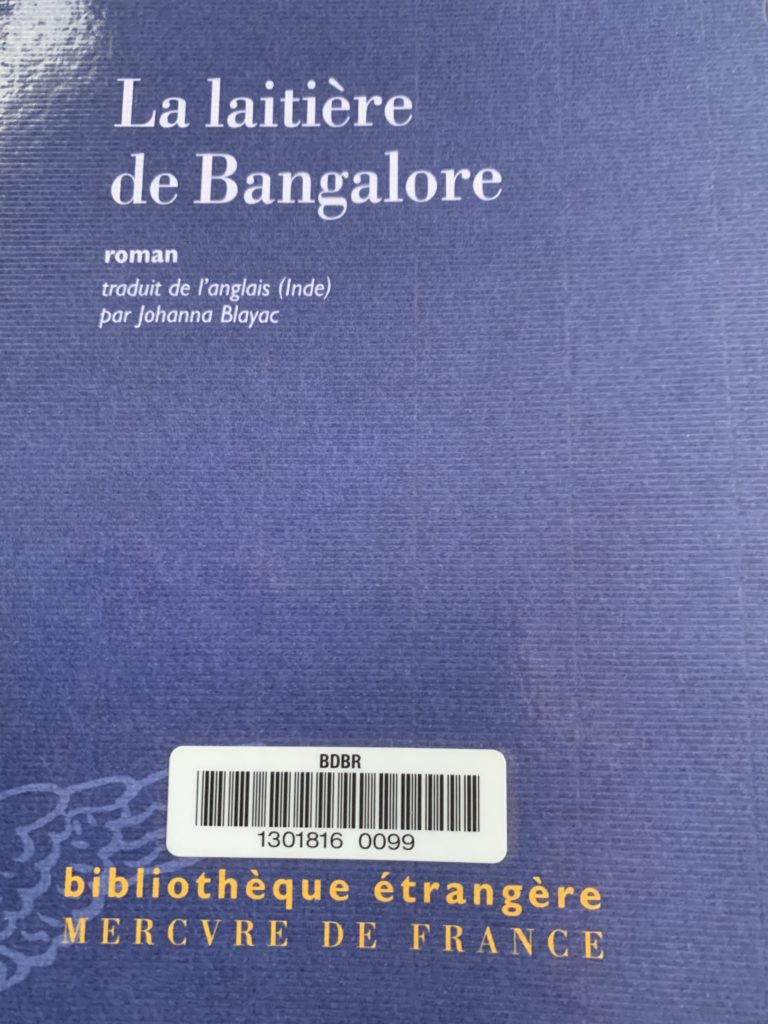 La laitière
de Bangalore
roman
traduit de l'anglais (Inde)
par Johanna Blayac
BDBR
1301816 0099
bibliothèque étrangère
MERCVRE DE FRANCE